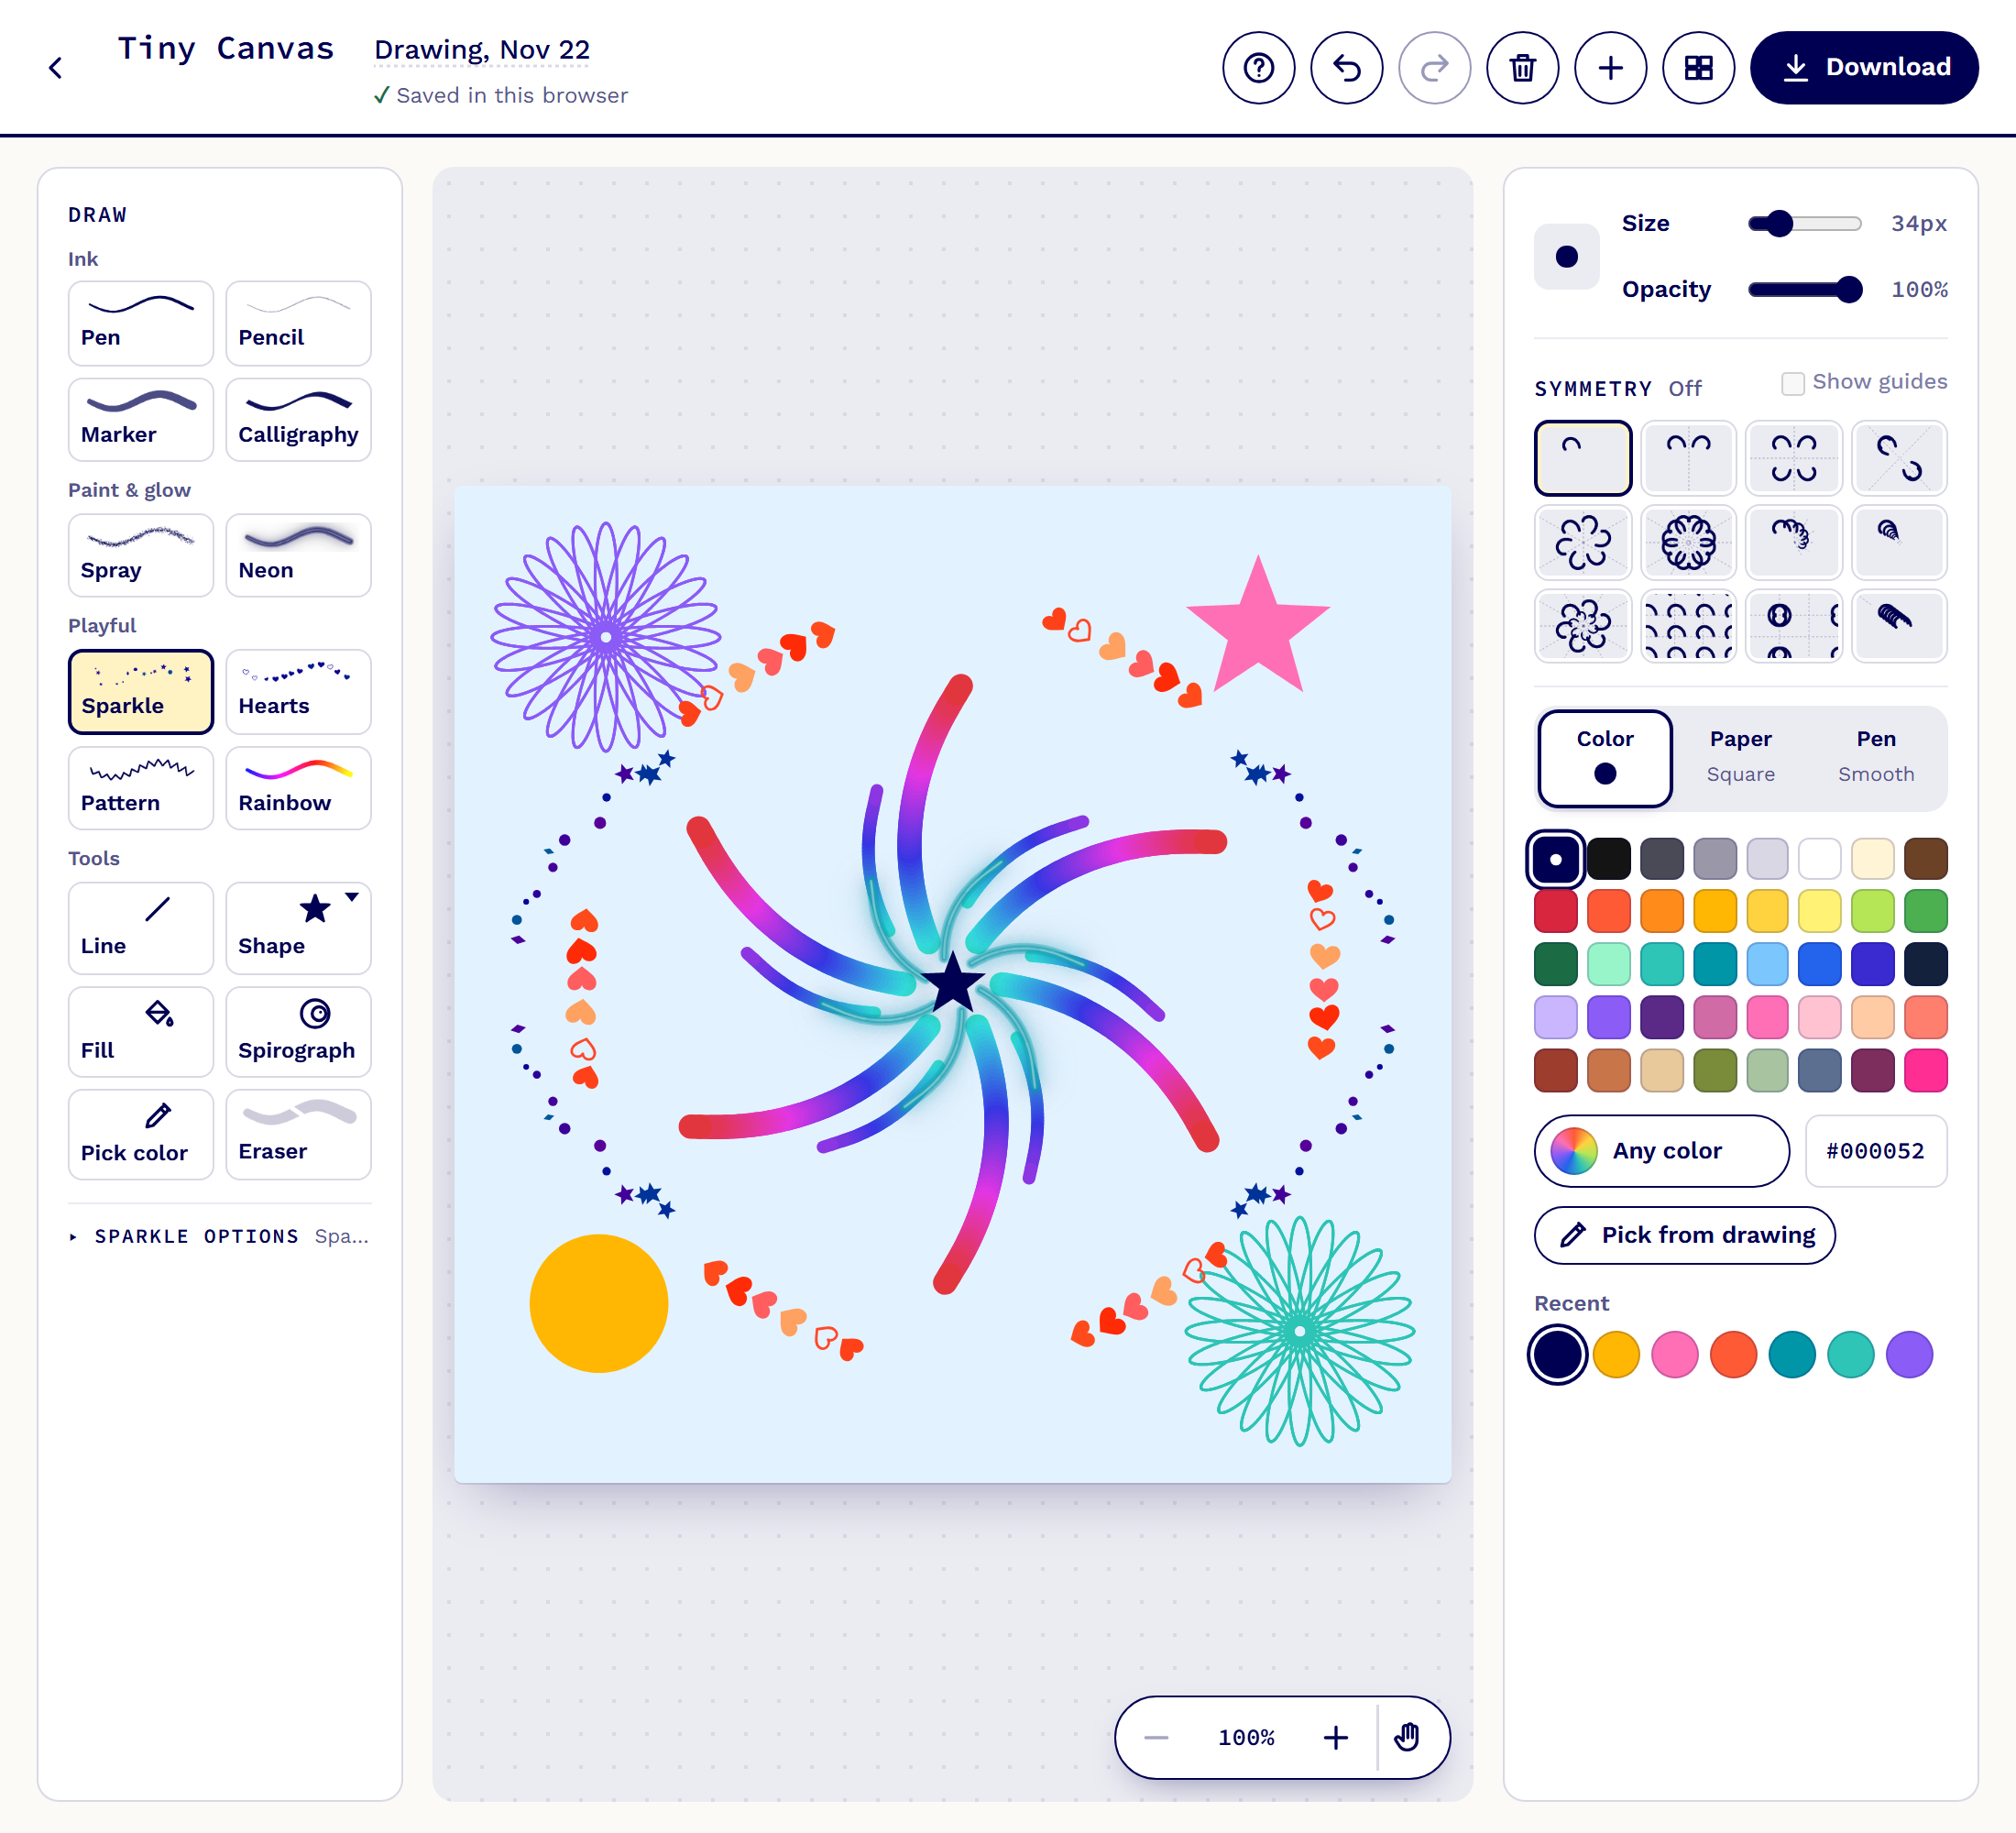 Tiny Canvas
Drawing, Nov 22
✓ Saved in this browser
Download
DRAW
Ink
Pen
Pencil
Marker
Calligraphy
Paint & glow
Spray
Neon
Playful
Sparkle
Hearts
Pattern
Rainbow
Tools
Line
Shape
Fill
Spirograph
Pick color
Eraser
SPARKLE OPTIONS Spa...
100%
Size 34px
Opacity 100%
SYMMETRY Off Show guides
Color
Paper
Square
Pen
Smooth
Any color
#000052
Pick from drawing
Recent